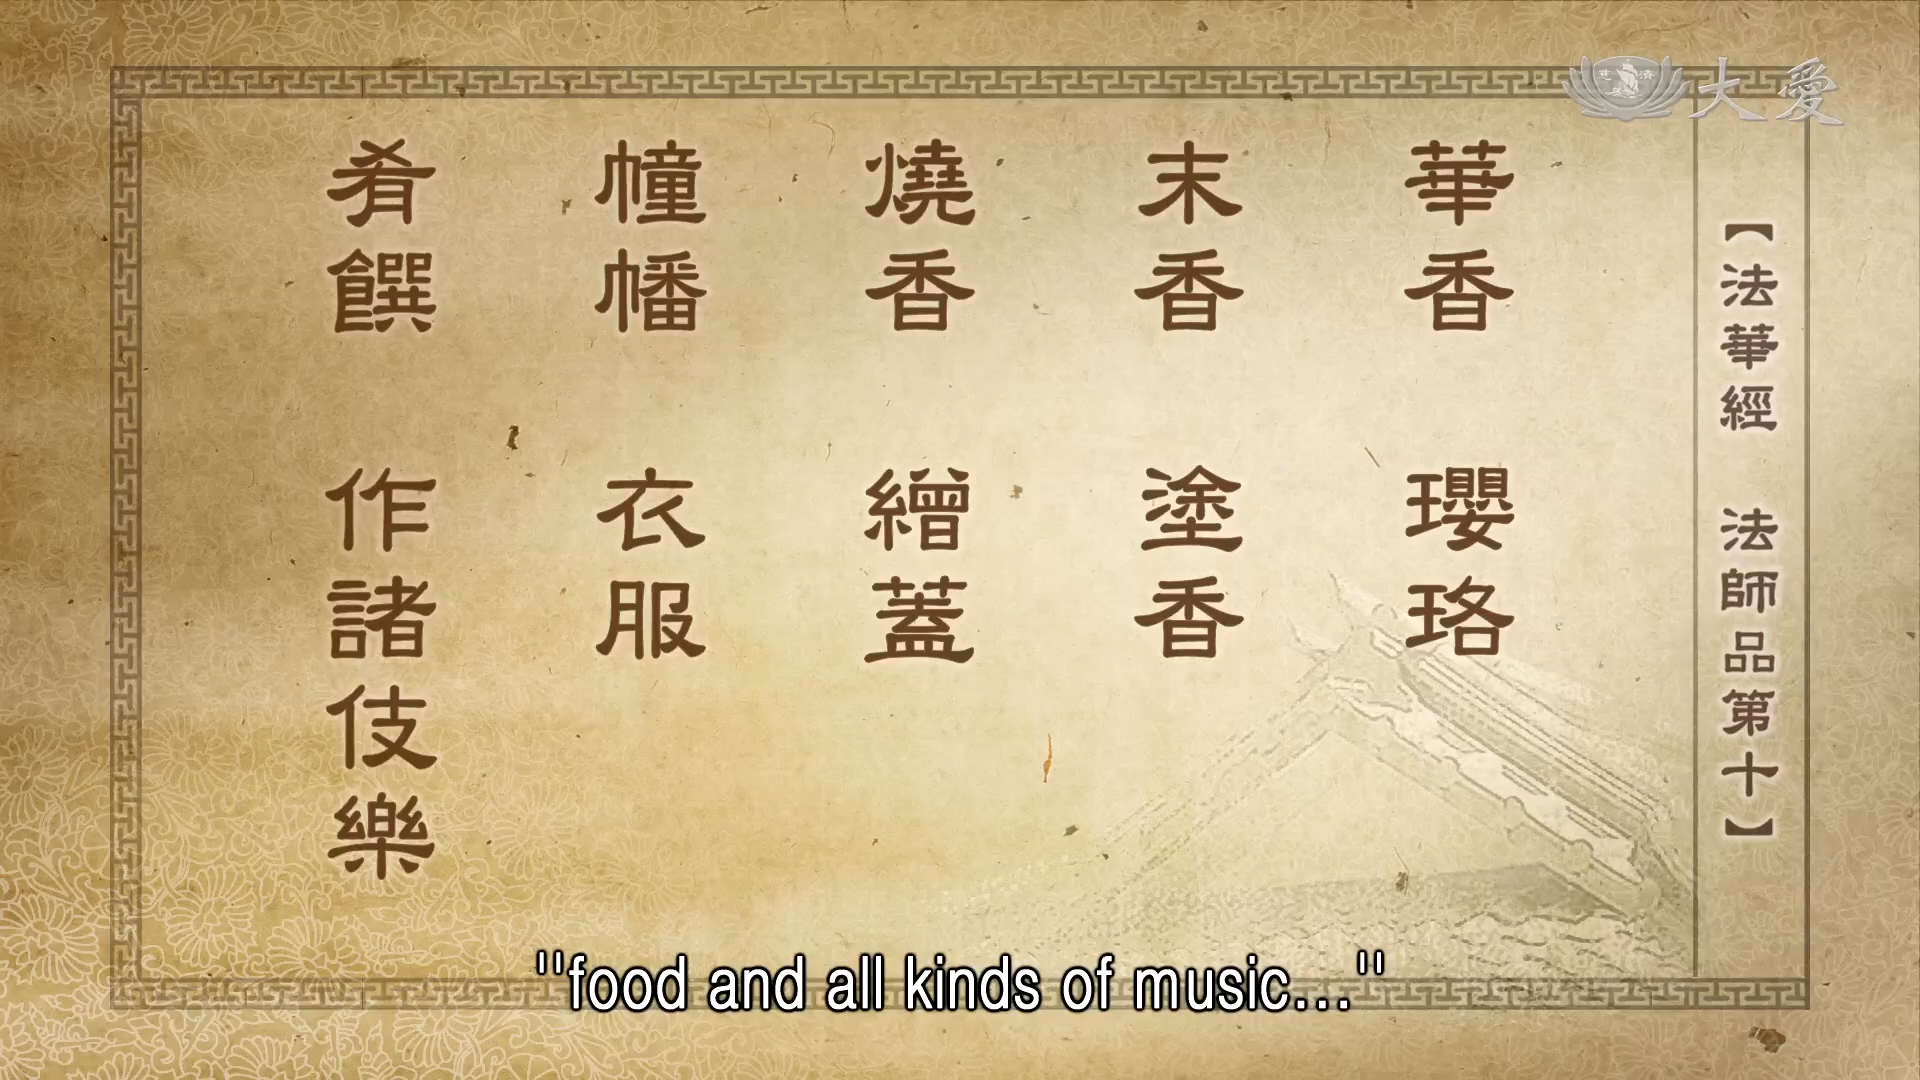 大愛
慈濟
【法華經 法師品第十】
華香 瓔珞
末香 塗香
燒香 繒蓋
幢幡 衣服
肴饌 作諸伎樂
"food and all kinds of music..."